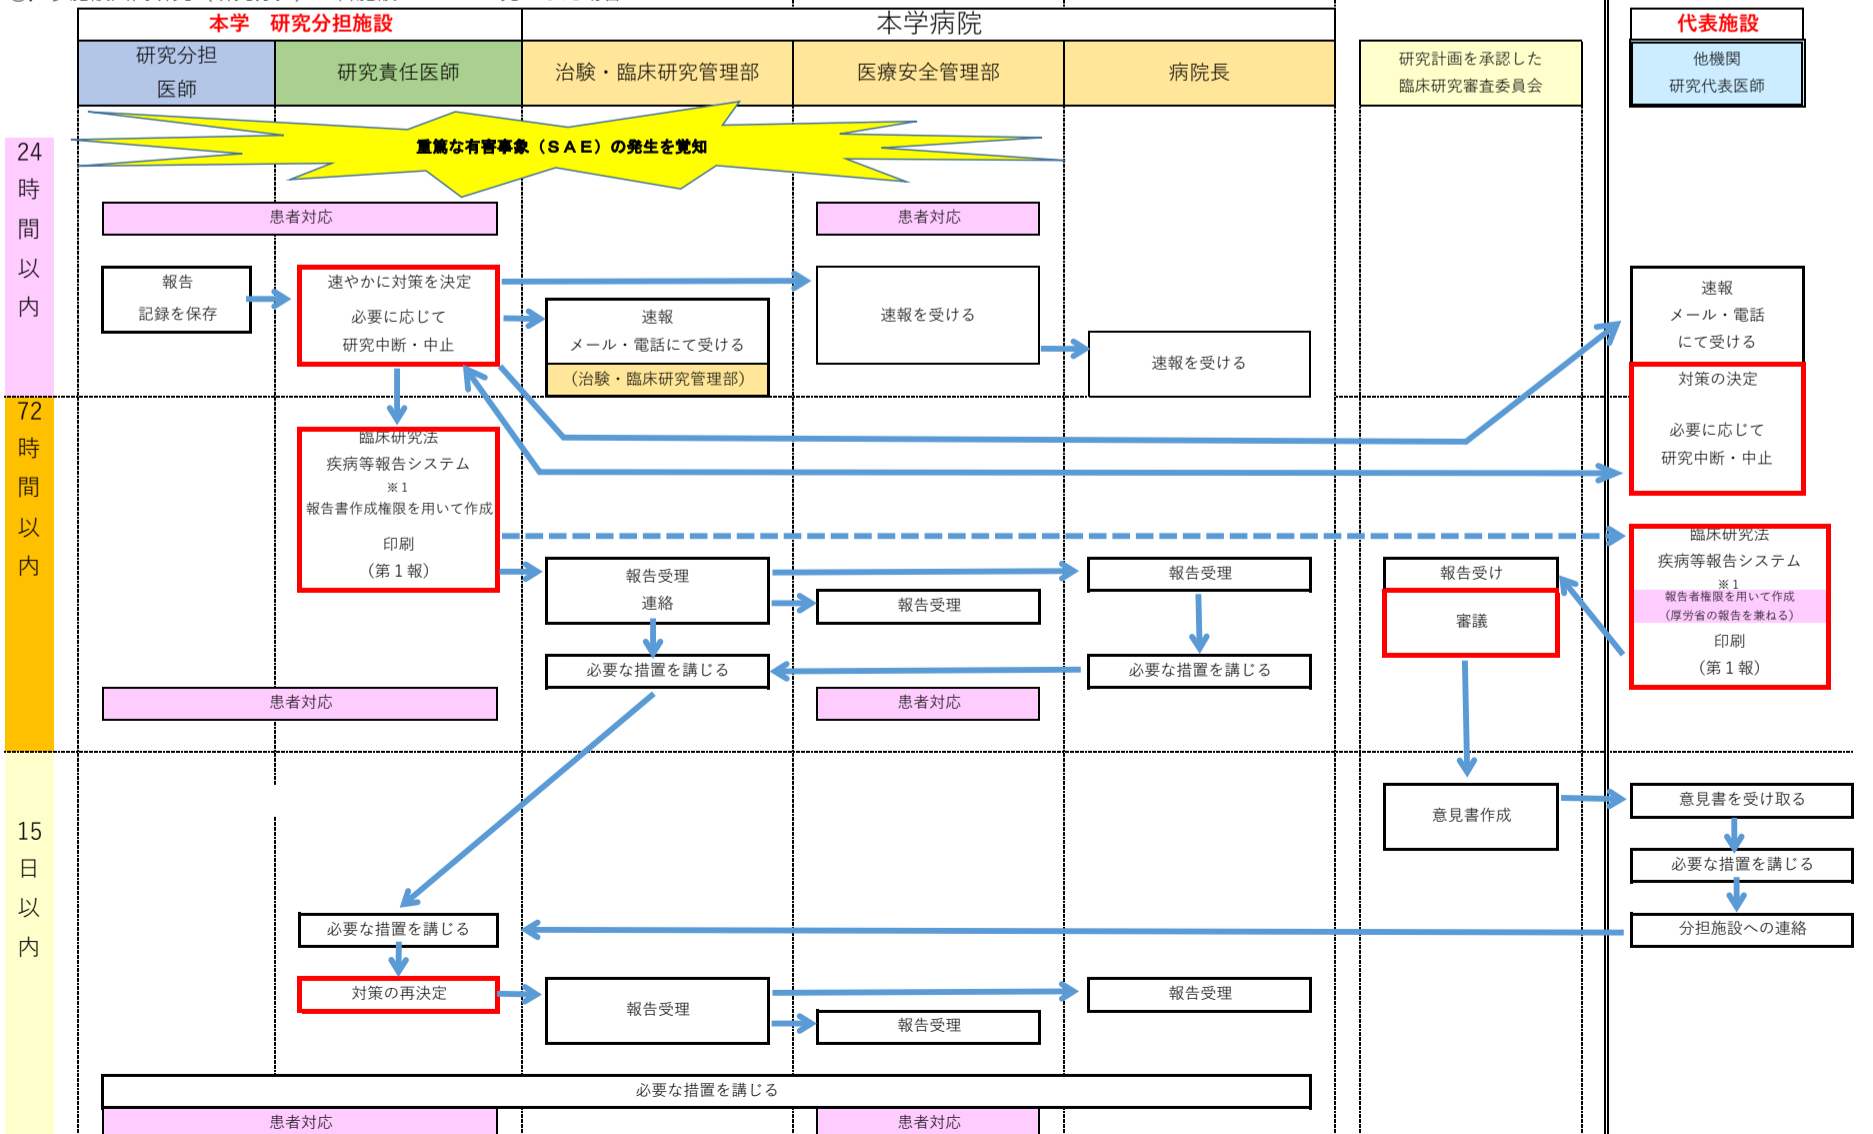 本学　研究分担施設
本学病院
代表施設
研究分担
医師
研究責任医師
治験・臨床研究管理部
医療安全管理部
病院長
研究計画を承認した
臨床研究審査委員会
他機関
研究代表医師
重篤な有害事象（ＳＡＥ）の発生を覚知
24
時
間
以
内
患者対応
患者対応
報告
記録を保存
速やかに対策を決定
必要に応じて
研究中断・中止
速報
メール・電話にて受ける
（治験・臨床研究管理部）
速報を受ける
速報を受ける
速報
メール・電話
にて受ける
対策の決定
必要に応じて
研究中断・中止
72
時
間
以
内
臨床研究法
疾病等報告システム
※１
報告書作成権限を用いて作成
印刷
（第１報）
報告受理
連絡
報告受理
報告受理
報告受け
審議
臨床研究法
疾病等報告システム
※１
報告者権限を用いて作成
（厚労省の報告を兼ねる）
印刷
（第１報）
必要な措置を講じる
必要な措置を講じる
患者対応
患者対応
15
日
以
内
意見書作成
意見書を受け取る
必要な措置を講じる
分担施設への連絡
必要な措置を講じる
対策の再決定
報告受理
報告受理
報告受理
必要な措置を講じる
患者対応
患者対応